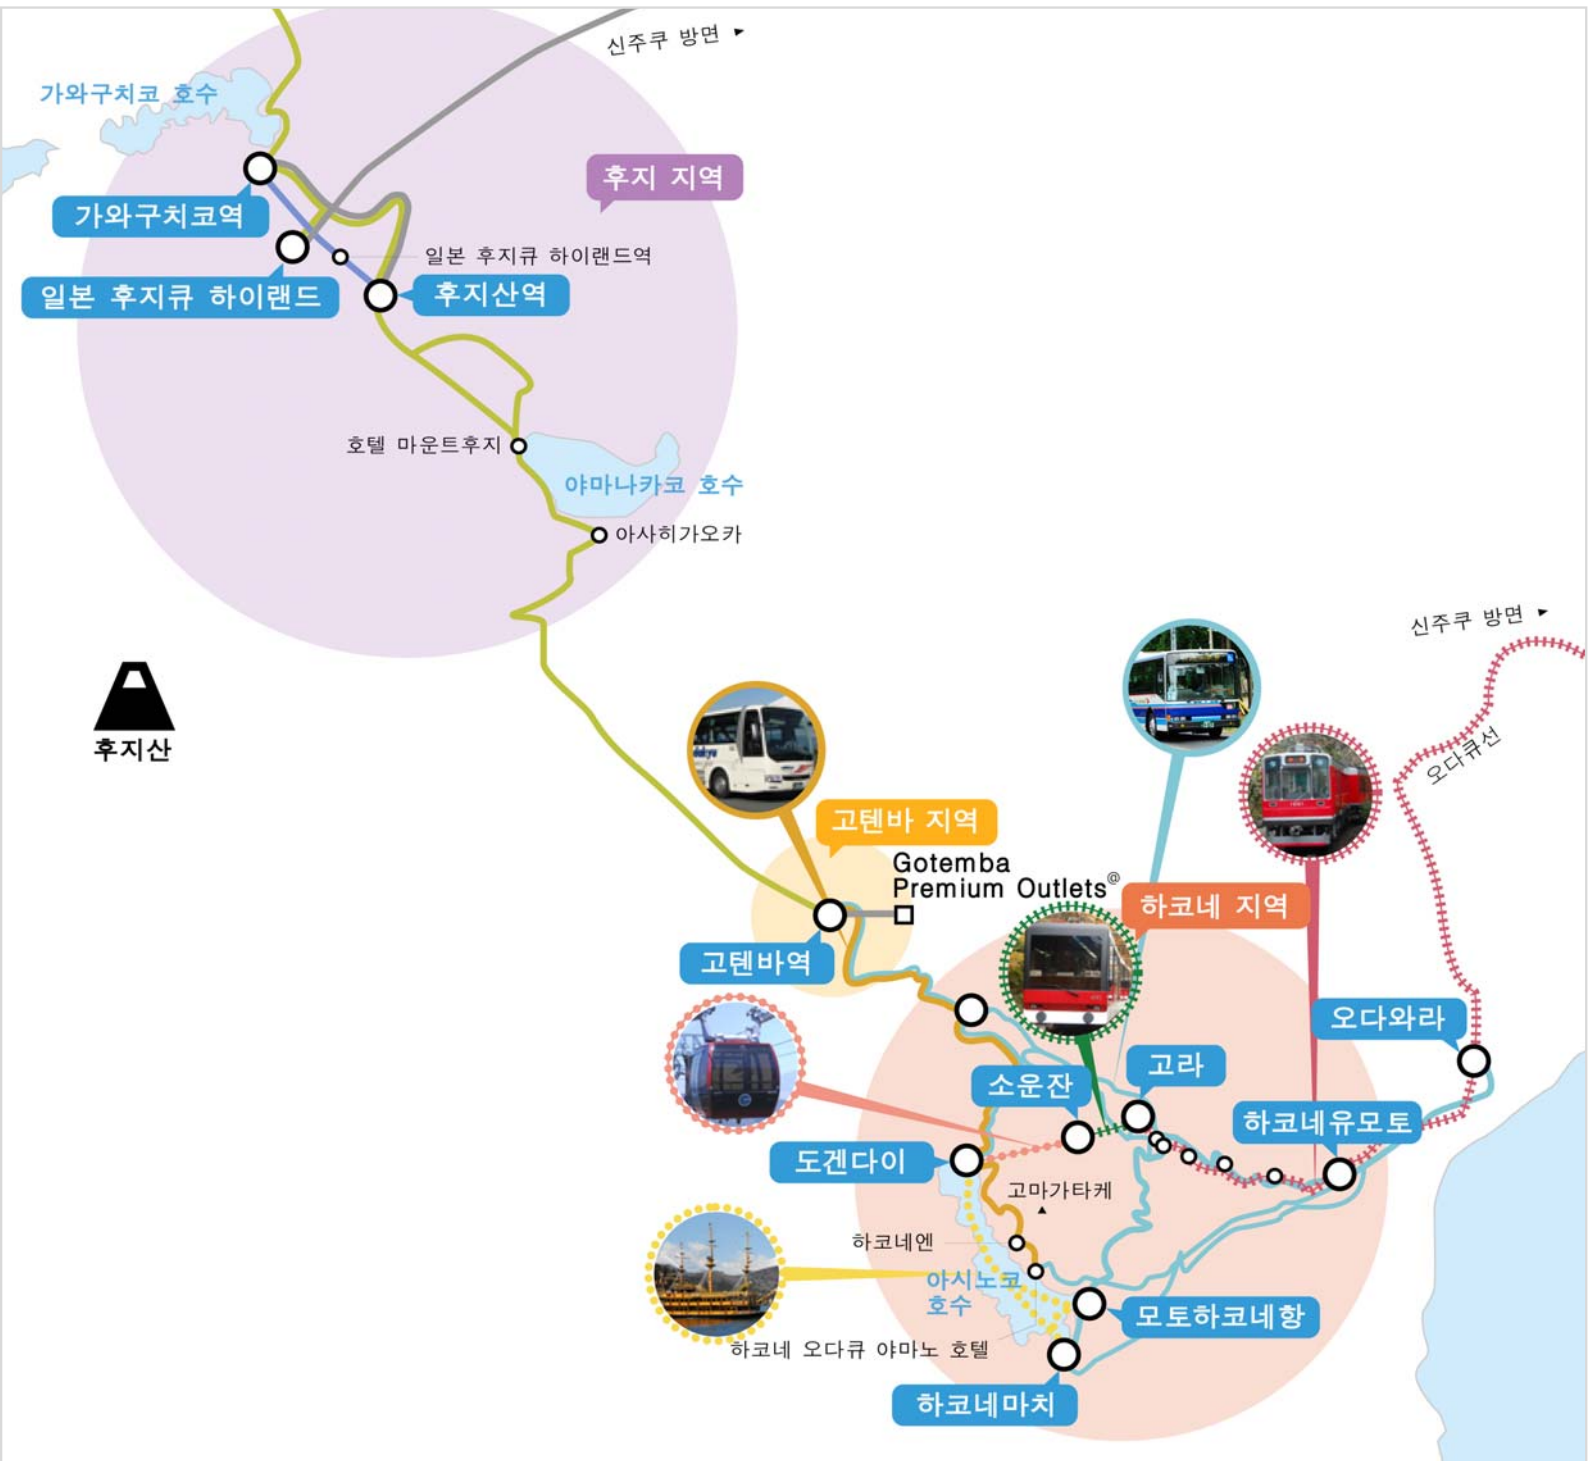 신주쿠 방면
가와구치코 호수
후지 지역
가와구치코역
일본 후지큐 하이랜드역
일본 후지큐 하이랜드
후지산역
호텔 마운트후지
야마나카코 호수
아사히가오카
신주쿠 방면
후지산
오다큐선
고텐바 지역
Gotemba
Premium Outlets®
하코네 지역
고텐바역
오다와라
고라
소운잔
하코네유모토
도겐다이
고마가타케
하코네엔
아시노코
호수
모토하코네항
하코네 오다큐 야마노 호텔
하코네마치